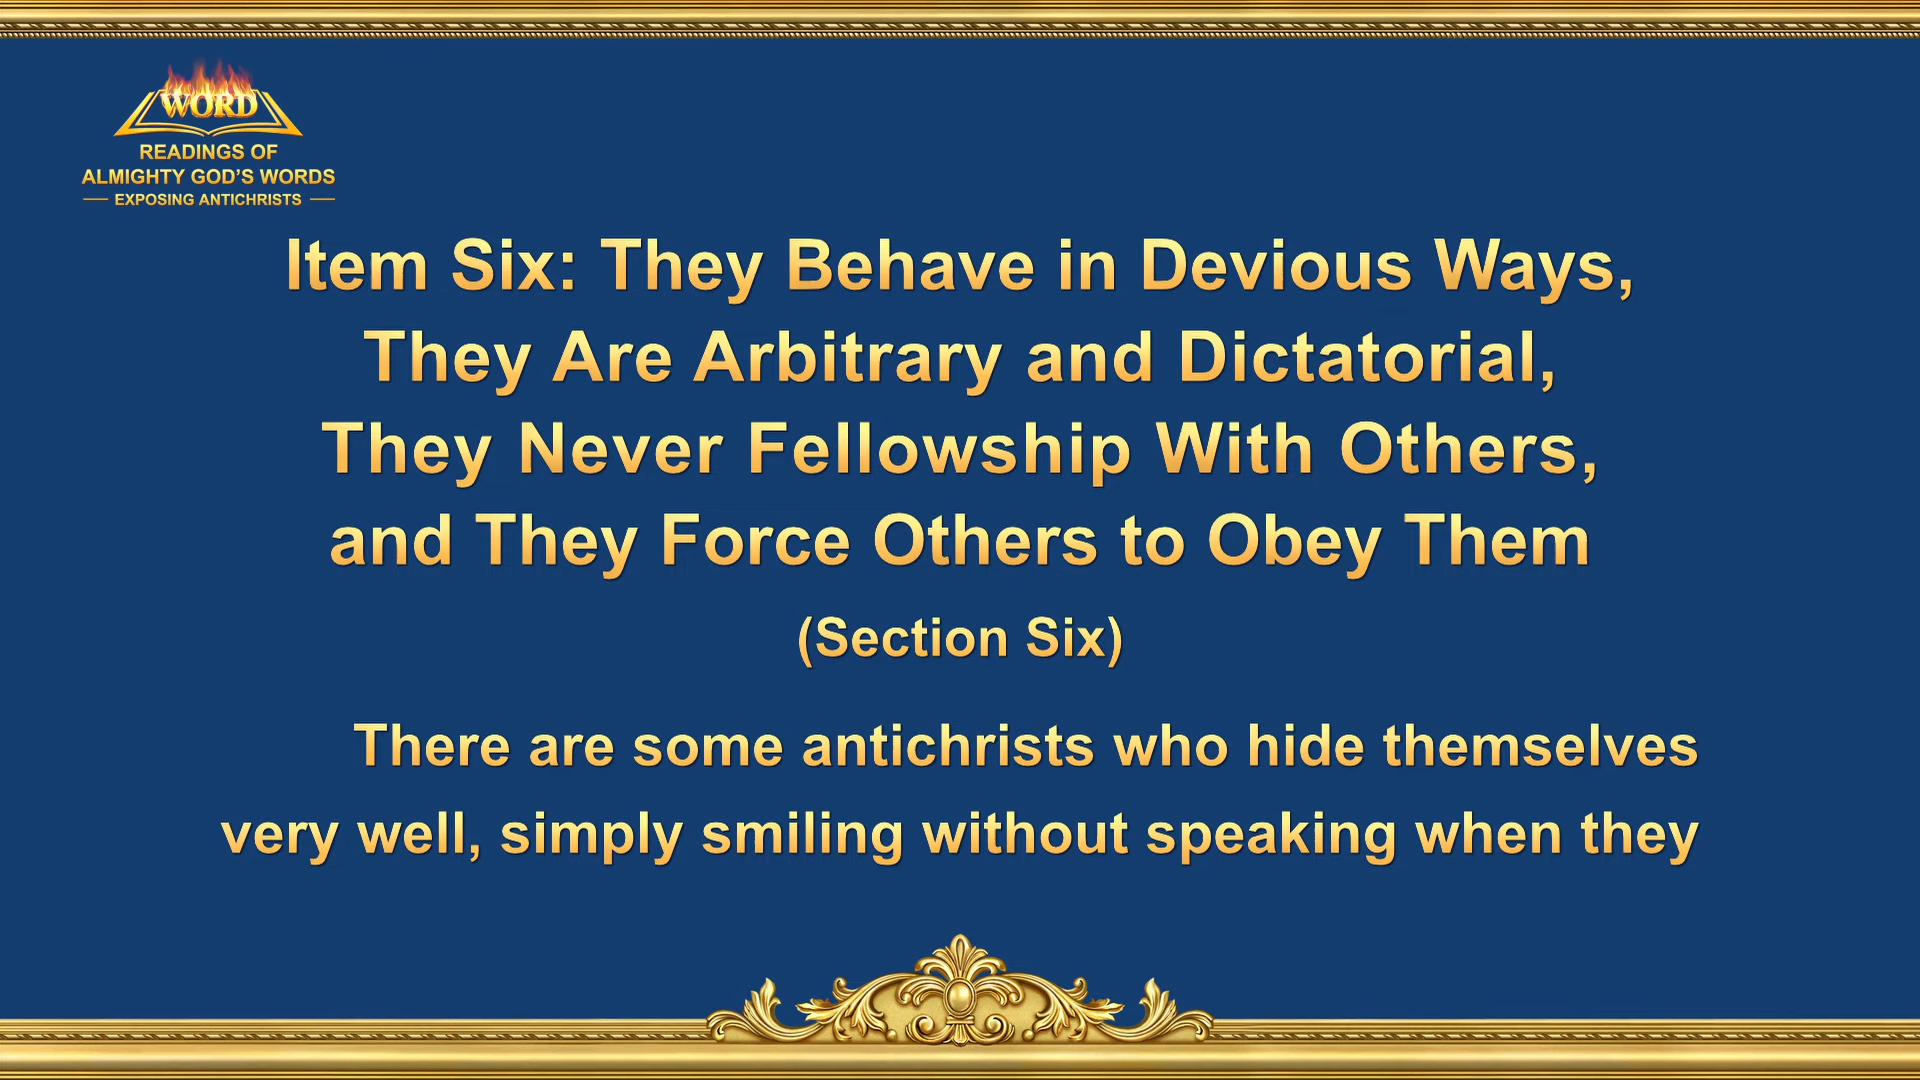 WORD
READINGS OF
ALMIGHTY GOD'S WORDS
EXPOSING ANTICHRISTS
Item Six: They Behave in Devious Ways,
They Are Arbitrary and Dictatorial,
They Never Fellowship With Others,
and They Force Others to Obey Them
(Section Six)
There are some antichrists who hide themselves
very well, simply smiling without speaking when they